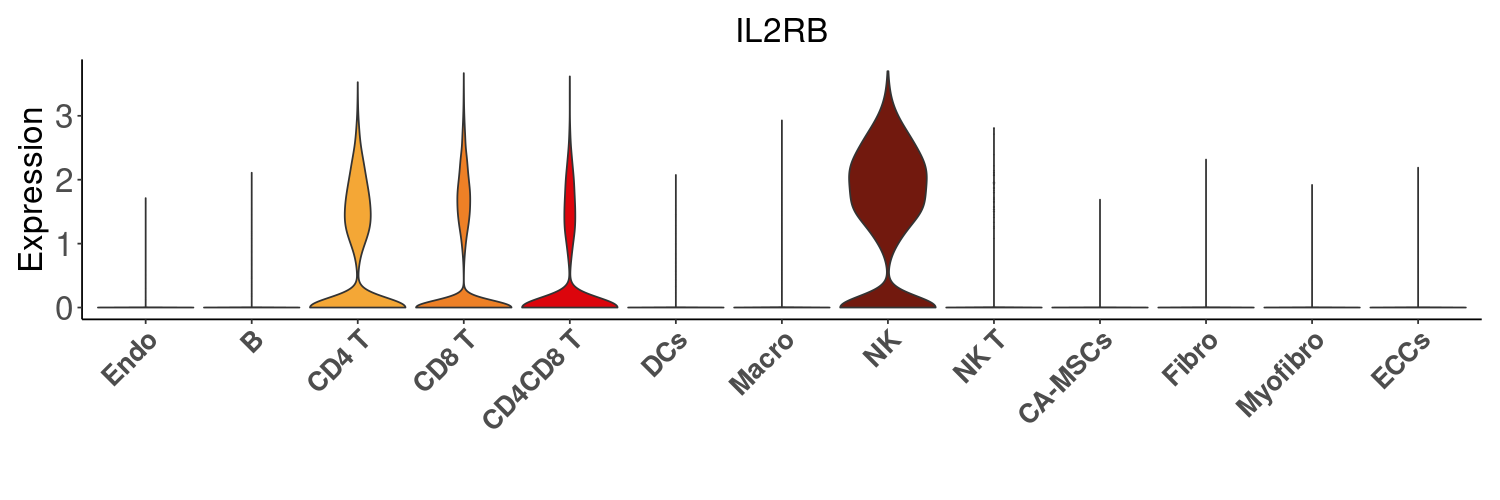 IL2RB
Expression
3
2
1
0
Endo
B
CD4 T
CD8 T
CD4CD8 T
DCs
Macro
NK
NK T
CA-MSCs
Fibro
Myofibro
ECCs